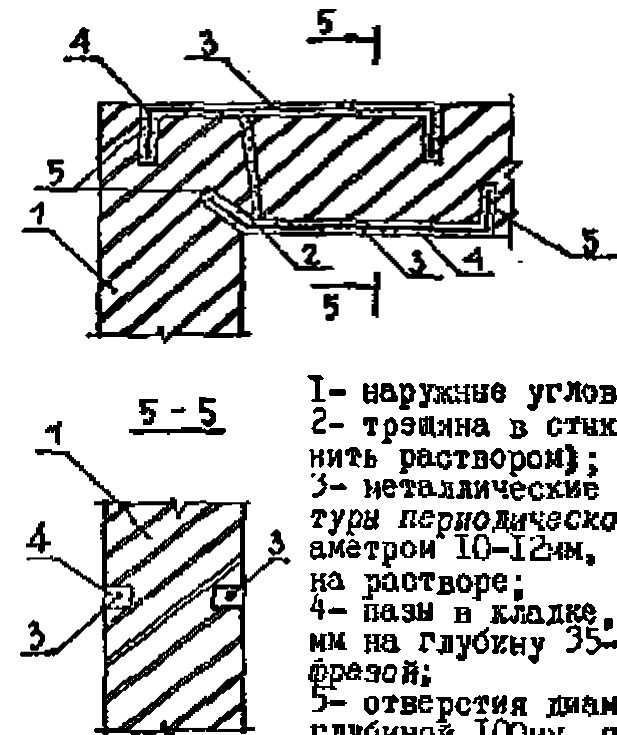 5
4
3
5
1
2
3
4
5
5
5 - 5
1
4
3
3
1- наружные углов
2- трещина в стык
нить раствором);
3- металлические
туры периодическо
аметром 10-12мм,
на растворе;
4- пазы в кладке,
мм на глубину 35-
фрезой;
5- отверстия диам
глубиной 100мм,